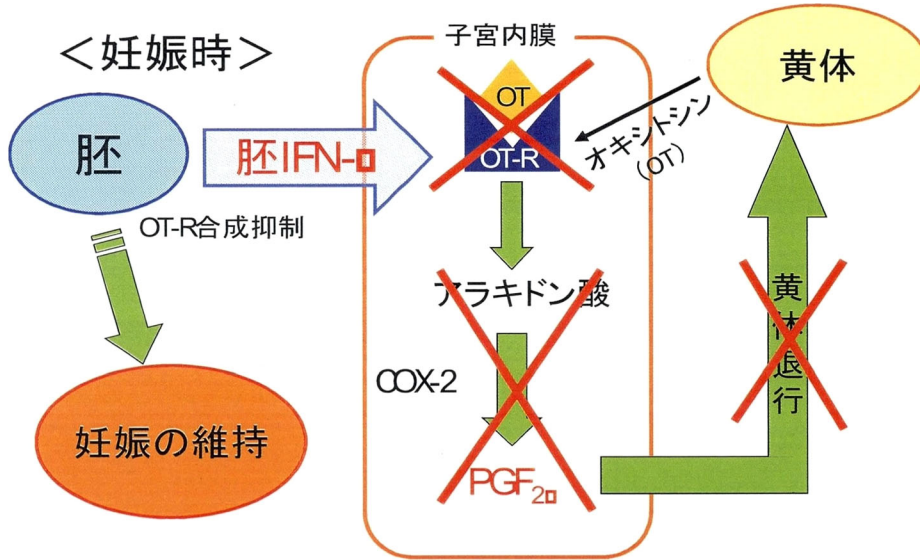 <妊娠時>
胚
胚IFN-□
OT-R合成抑制
妊娠の維持
子宮内膜
OT
OT-R
アラキドン酸
COX-2
PGF2□
黄体
オキシトシン
(OT)
黄体退行